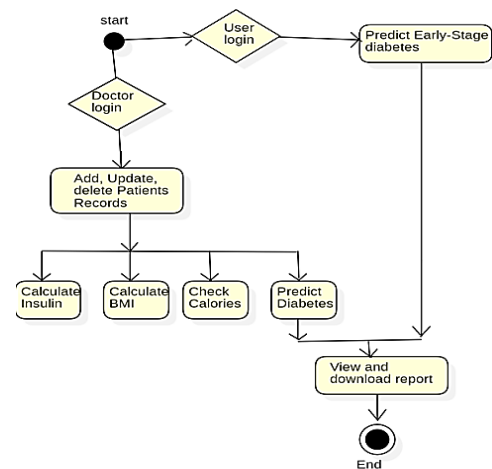 start
User
login
Predict Early-Stage
diabetes
Doctor
login
Add, Update,
delete Patients
Records
Calculate
Insulin
Calculate
BMI
Check
Calories
Predict
Diabetes
View and
download report
End